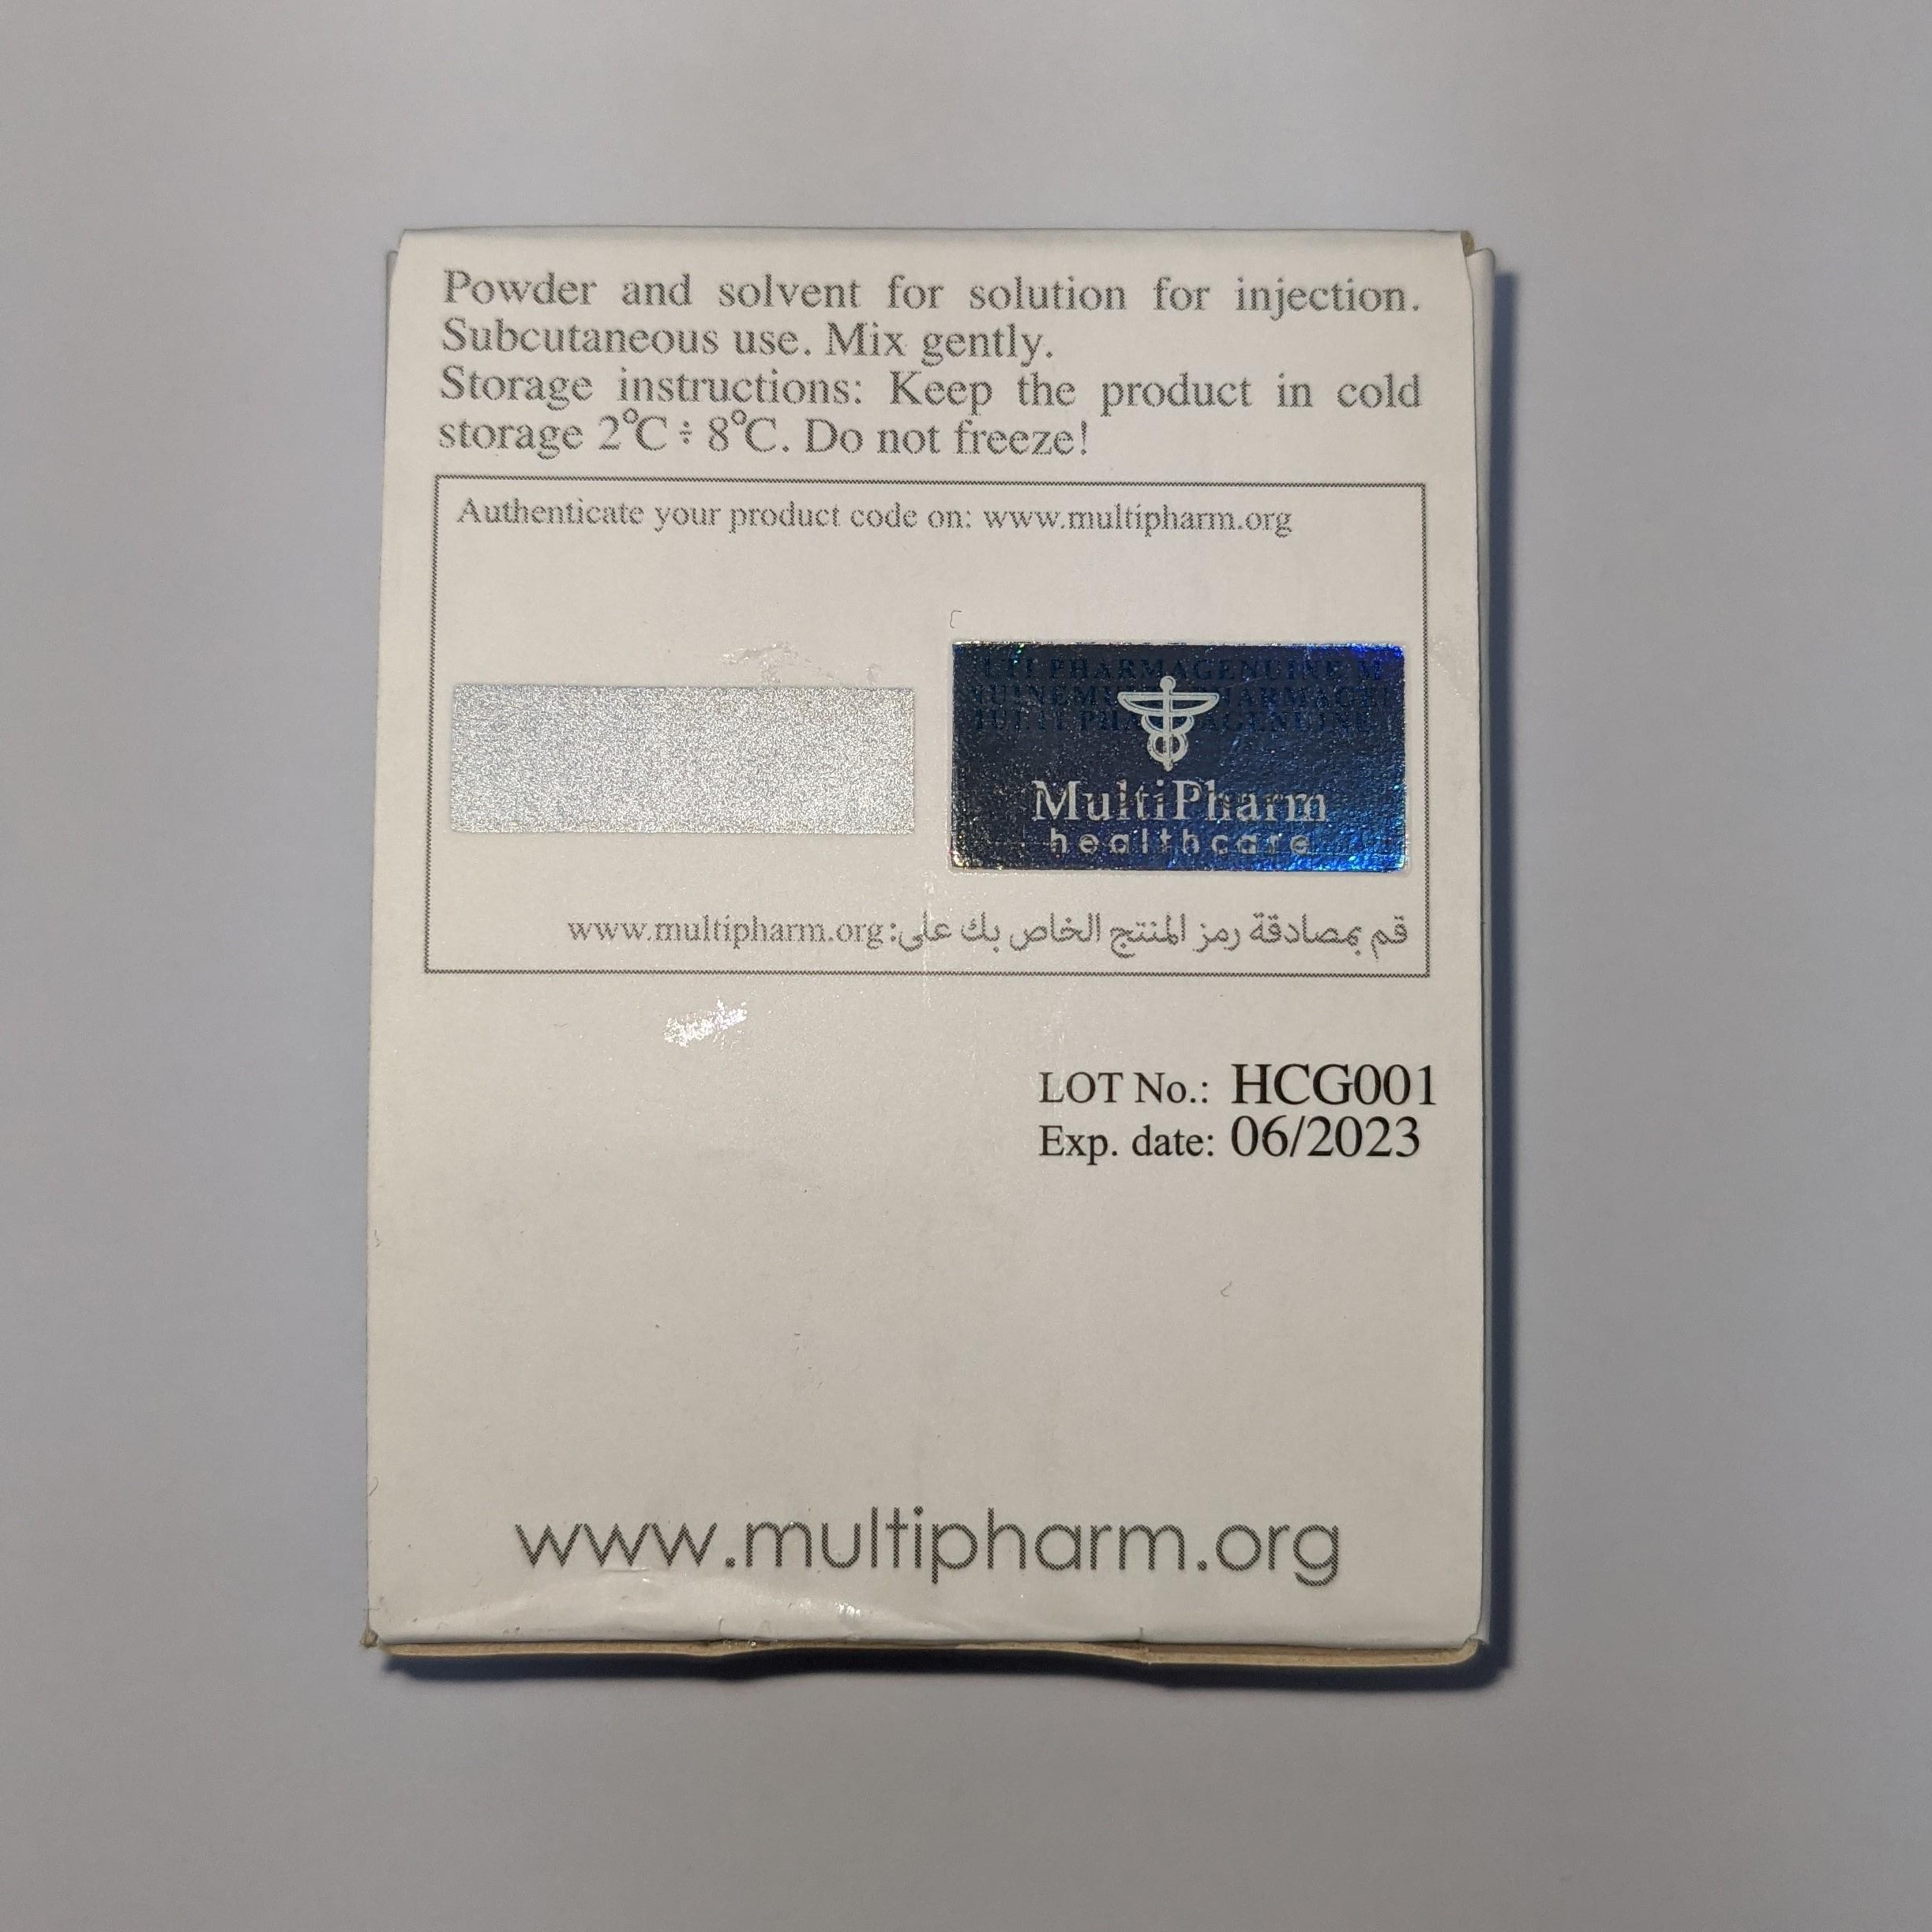 Powder and solvent for solution for injection.
Subcutaneous use. Mix gently.
Storage instructions: Keep the product in cold
storage 2°C ÷ 8°C. Do not freeze!
Authenticate your product code on: www.multipharm.org
MultiPharm
healthcare
قم بمصادقة رمز المنتج الخاص بك على: www.multipharm.org
LOT No.: HCG001
Exp. date: 06/2023
www.multipharm.org